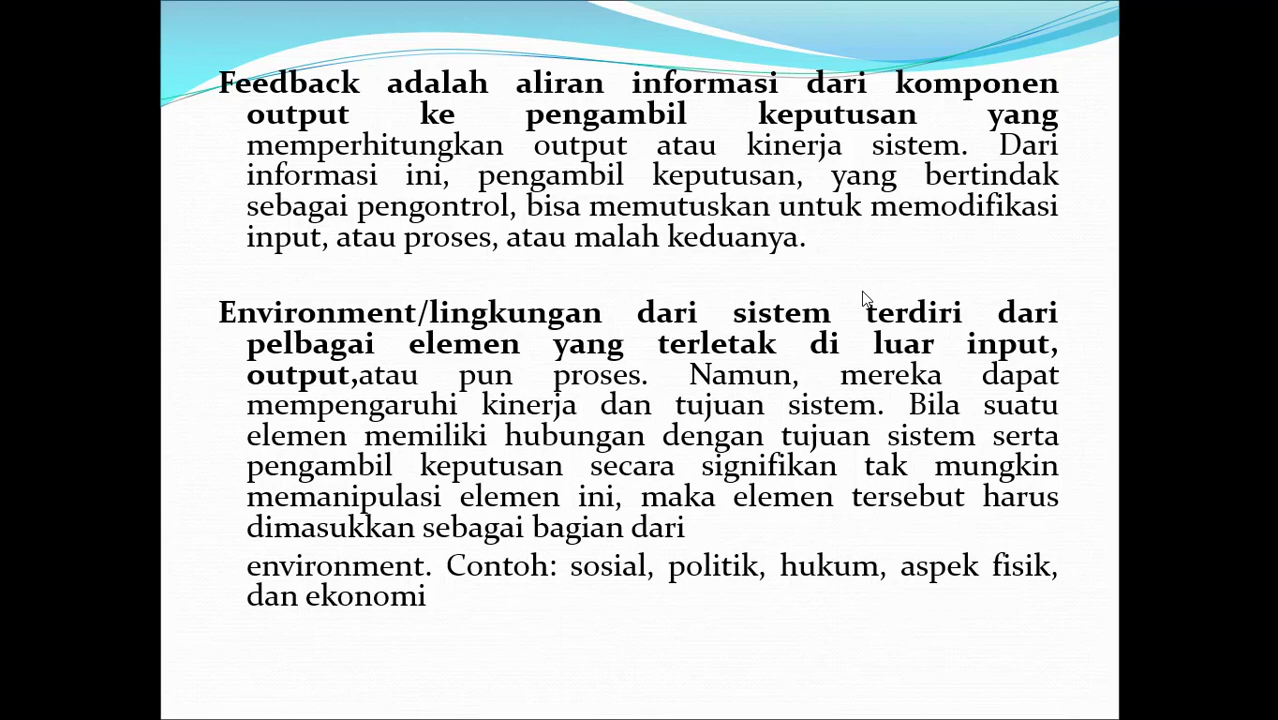 Feedback adalah aliran informasi dari komponen
output ke pengambil keputusan yang
memperhitungkan output atau kinerja sistem. Dari
informasi ini, pengambil keputusan, yang bertindak
sebagai pengontrol, bisa memutuskan untuk memodifikasi
input, atau proses, atau malah keduanya.
Environment/lingkungan dari sistem terdiri dari
pelbagai elemen yang terletak di luar input,
output,atau pun proses. Namun, mereka dapat
mempengaruhi kinerja dan tujuan sistem. Bila suatu
elemen memiliki hubungan dengan tujuan sistem serta
pengambil keputusan secara signifikan tak mungkin
memanipulasi elemen ini, maka elemen tersebut harus
dimasukkan sebagai bagian dari
environment. Contoh: sosial, politik, hukum, aspek fisik,
dan ekonomi